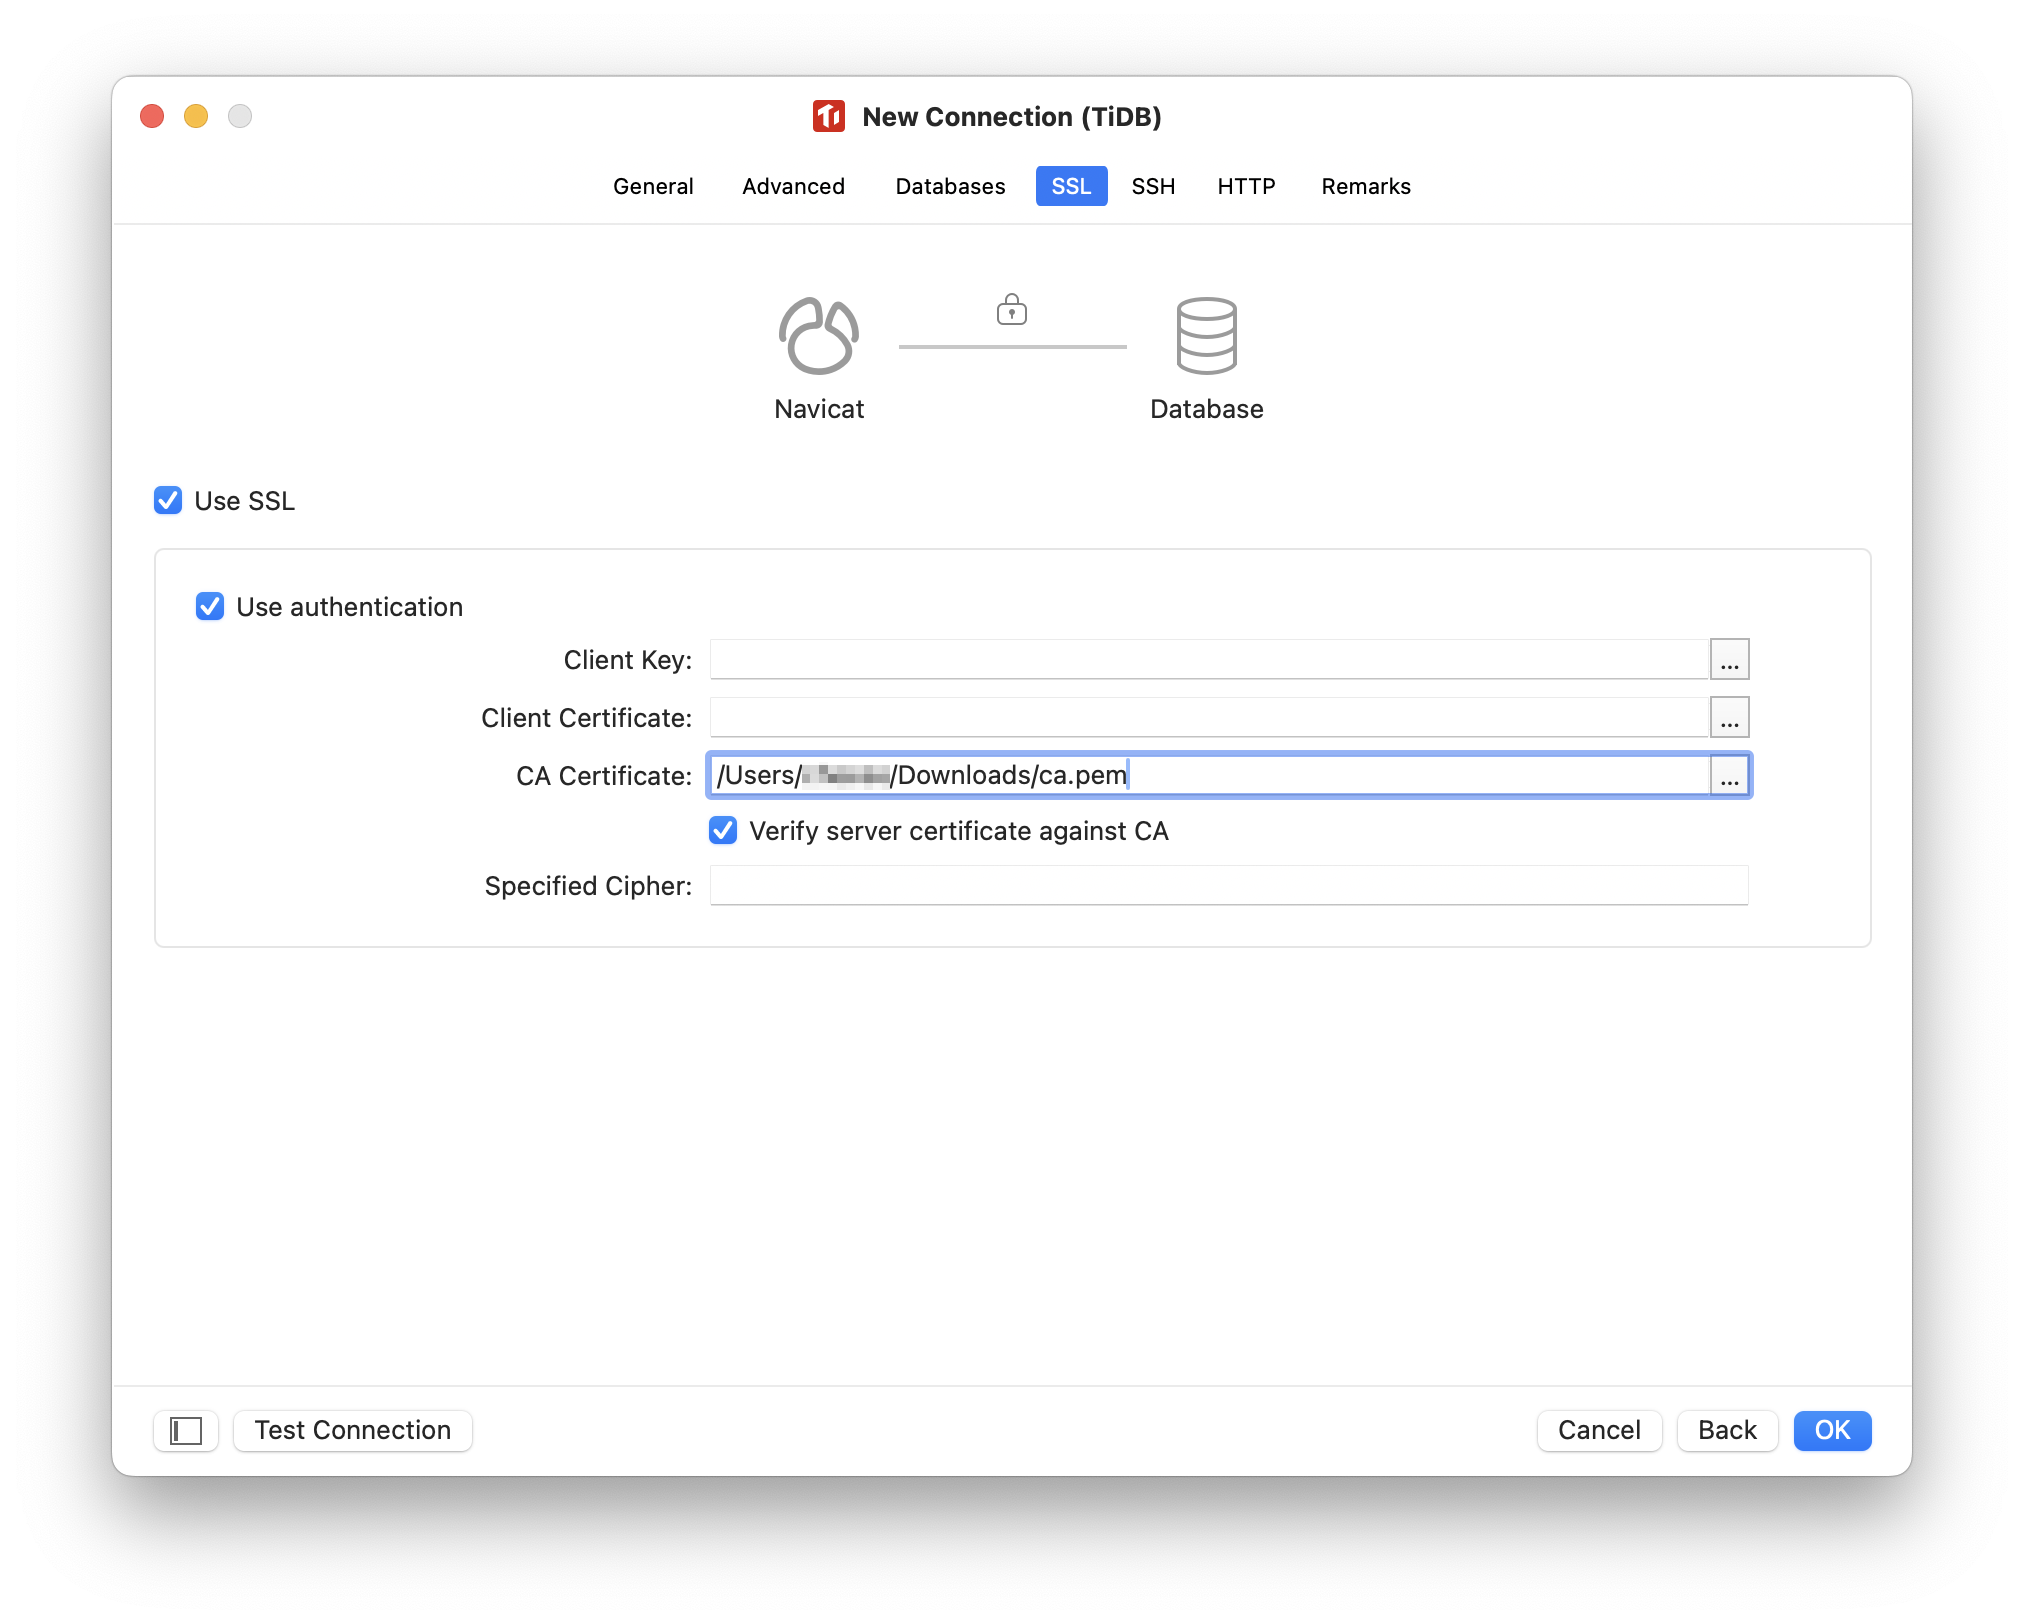 New Connection (TiDB)
General Advanced Databases SSL SSH HTTP Remarks
Navicat Database
Use SSL
Use authentication
Client Key: ...
Client Certificate: ...
CA Certificate: /Users/ /Downloads/ca.pem ...
Verify server certificate against CA
Specified Cipher:
Test Connection Cancel Back OK